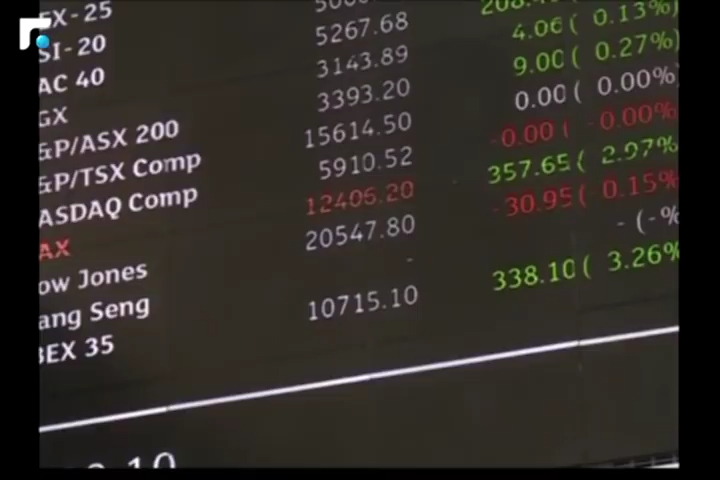 EX-25
SI-20
AC 40 5267.68
GX 3143.89 4.06 ( 0.13%)
&P/ASX 200 3393.20 9.00 ( 0.27%)
&P/TSX Comp 15614.50 0.00 ( 0.00%)
ASDAQ Comp 5910.52 -0.00 ( -0.00%
AX 12406.20 357.65 ( 2.97%
ow Jones 20547.80 -30.95 ( -0.15%
ang Seng - - (-%
BEX 35 10715.10 338.10 ( 3.26%